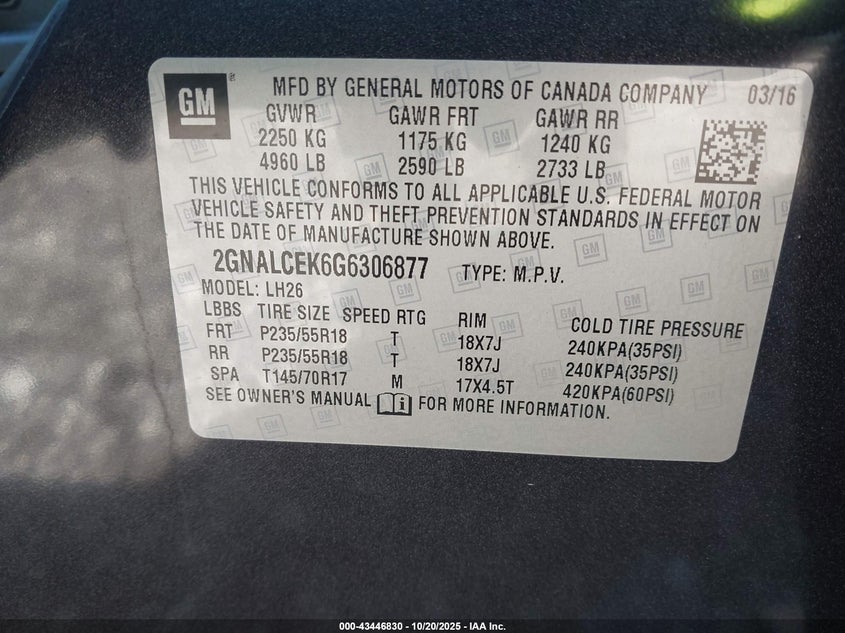 GM
MFD BY GENERAL MOTORS OF CANADA COMPANY 03/16
GVWR GAWR FRT GAWR RR
2250 KG 1175 KG 1240 KG
4960 LB 2590 LB 2733 LB
THIS VEHICLE CONFORMS TO ALL APPLICABLE U.S. FEDERAL MOTOR
VEHICLE SAFETY AND THEFT PREVENTION STANDARDS IN EFFECT ON
THE DATE OF MANUFACTURE SHOWN ABOVE.
2GNALCEK6G6306877 TYPE: M.P.V.
MODEL: LH26
LBBS TIRE SIZE SPEED RTG RIM COLD TIRE PRESSURE
FRT P235/55R18 T 18X7J 240KPA(35PSI)
RR P235/55R18 T 18X7J 240KPA(35PSI)
SPA T145/70R17 M 17X4.5T 420KPA(60PSI)
SEE OWNER'S MANUAL FOR MORE INFORMATION.
000-43446830 - 10/20/2025 - IAA Inc.